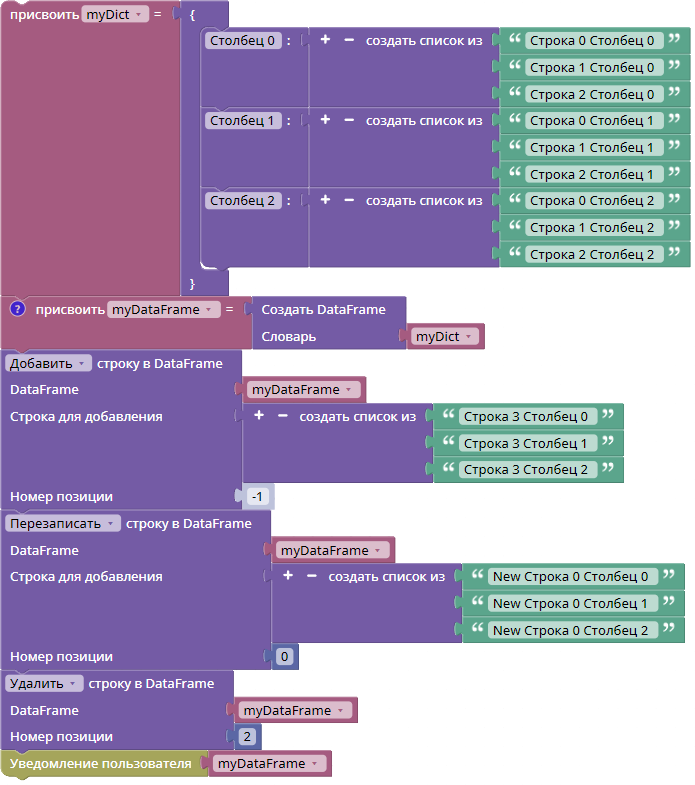 присвоить myDict = {
Столбец 0 : + − создать список из “ Строка 0 Столбец 0 ”
“ Строка 1 Столбец 0 ”
“ Строка 2 Столбец 0 ”
Столбец 1 : + − создать список из “ Строка 0 Столбец 1 ”
“ Строка 1 Столбец 1 ”
“ Строка 2 Столбец 1 ”
Столбец 2 : + − создать список из “ Строка 0 Столбец 2 ”
“ Строка 1 Столбец 2 ”
“ Строка 2 Столбец 2 ”
}
? присвоить myDataFrame = Создать DataFrame
Словарь myDict
Добавить строку в DataFrame
DataFrame myDataFrame
Строка для добавления + − создать список из “ Строка 3 Столбец 0 ”
“ Строка 3 Столбец 1 ”
“ Строка 3 Столбец 2 ”
Номер позиции -1
Перезаписать строку в DataFrame
DataFrame myDataFrame
Строка для добавления + − создать список из “ New Строка 0 Столбец 0 ”
“ New Строка 0 Столбец 1 ”
“ New Строка 0 Столбец 2 ”
Номер позиции 0
Удалить строку в DataFrame
DataFrame myDataFrame
Номер позиции 2
Уведомление пользователя myDataFrame